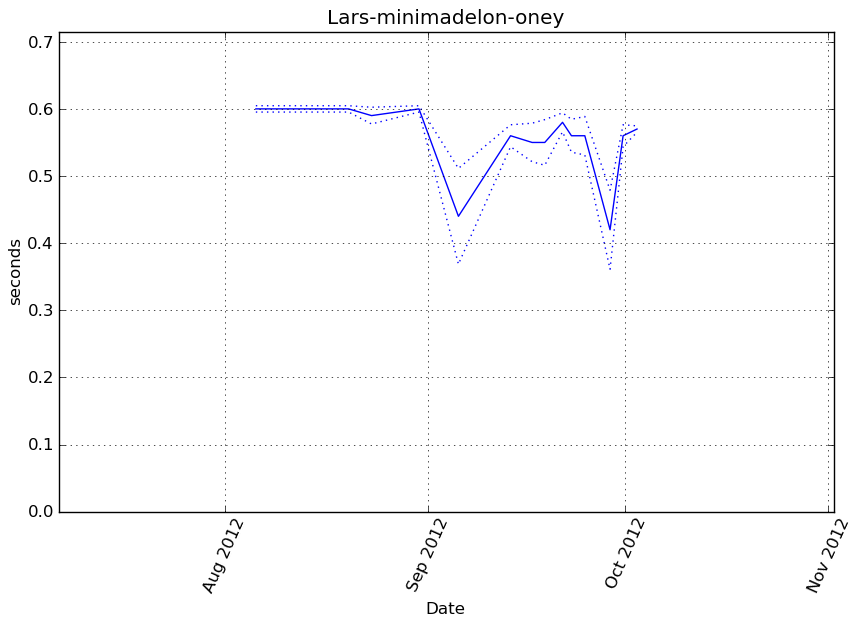 Lars-minimadelon-oney
0.7
0.6
0.5
0.4
0.3
0.2
0.1
0.0
seconds
Aug 2012
Sep 2012
Oct 2012
Nov 2012
Date